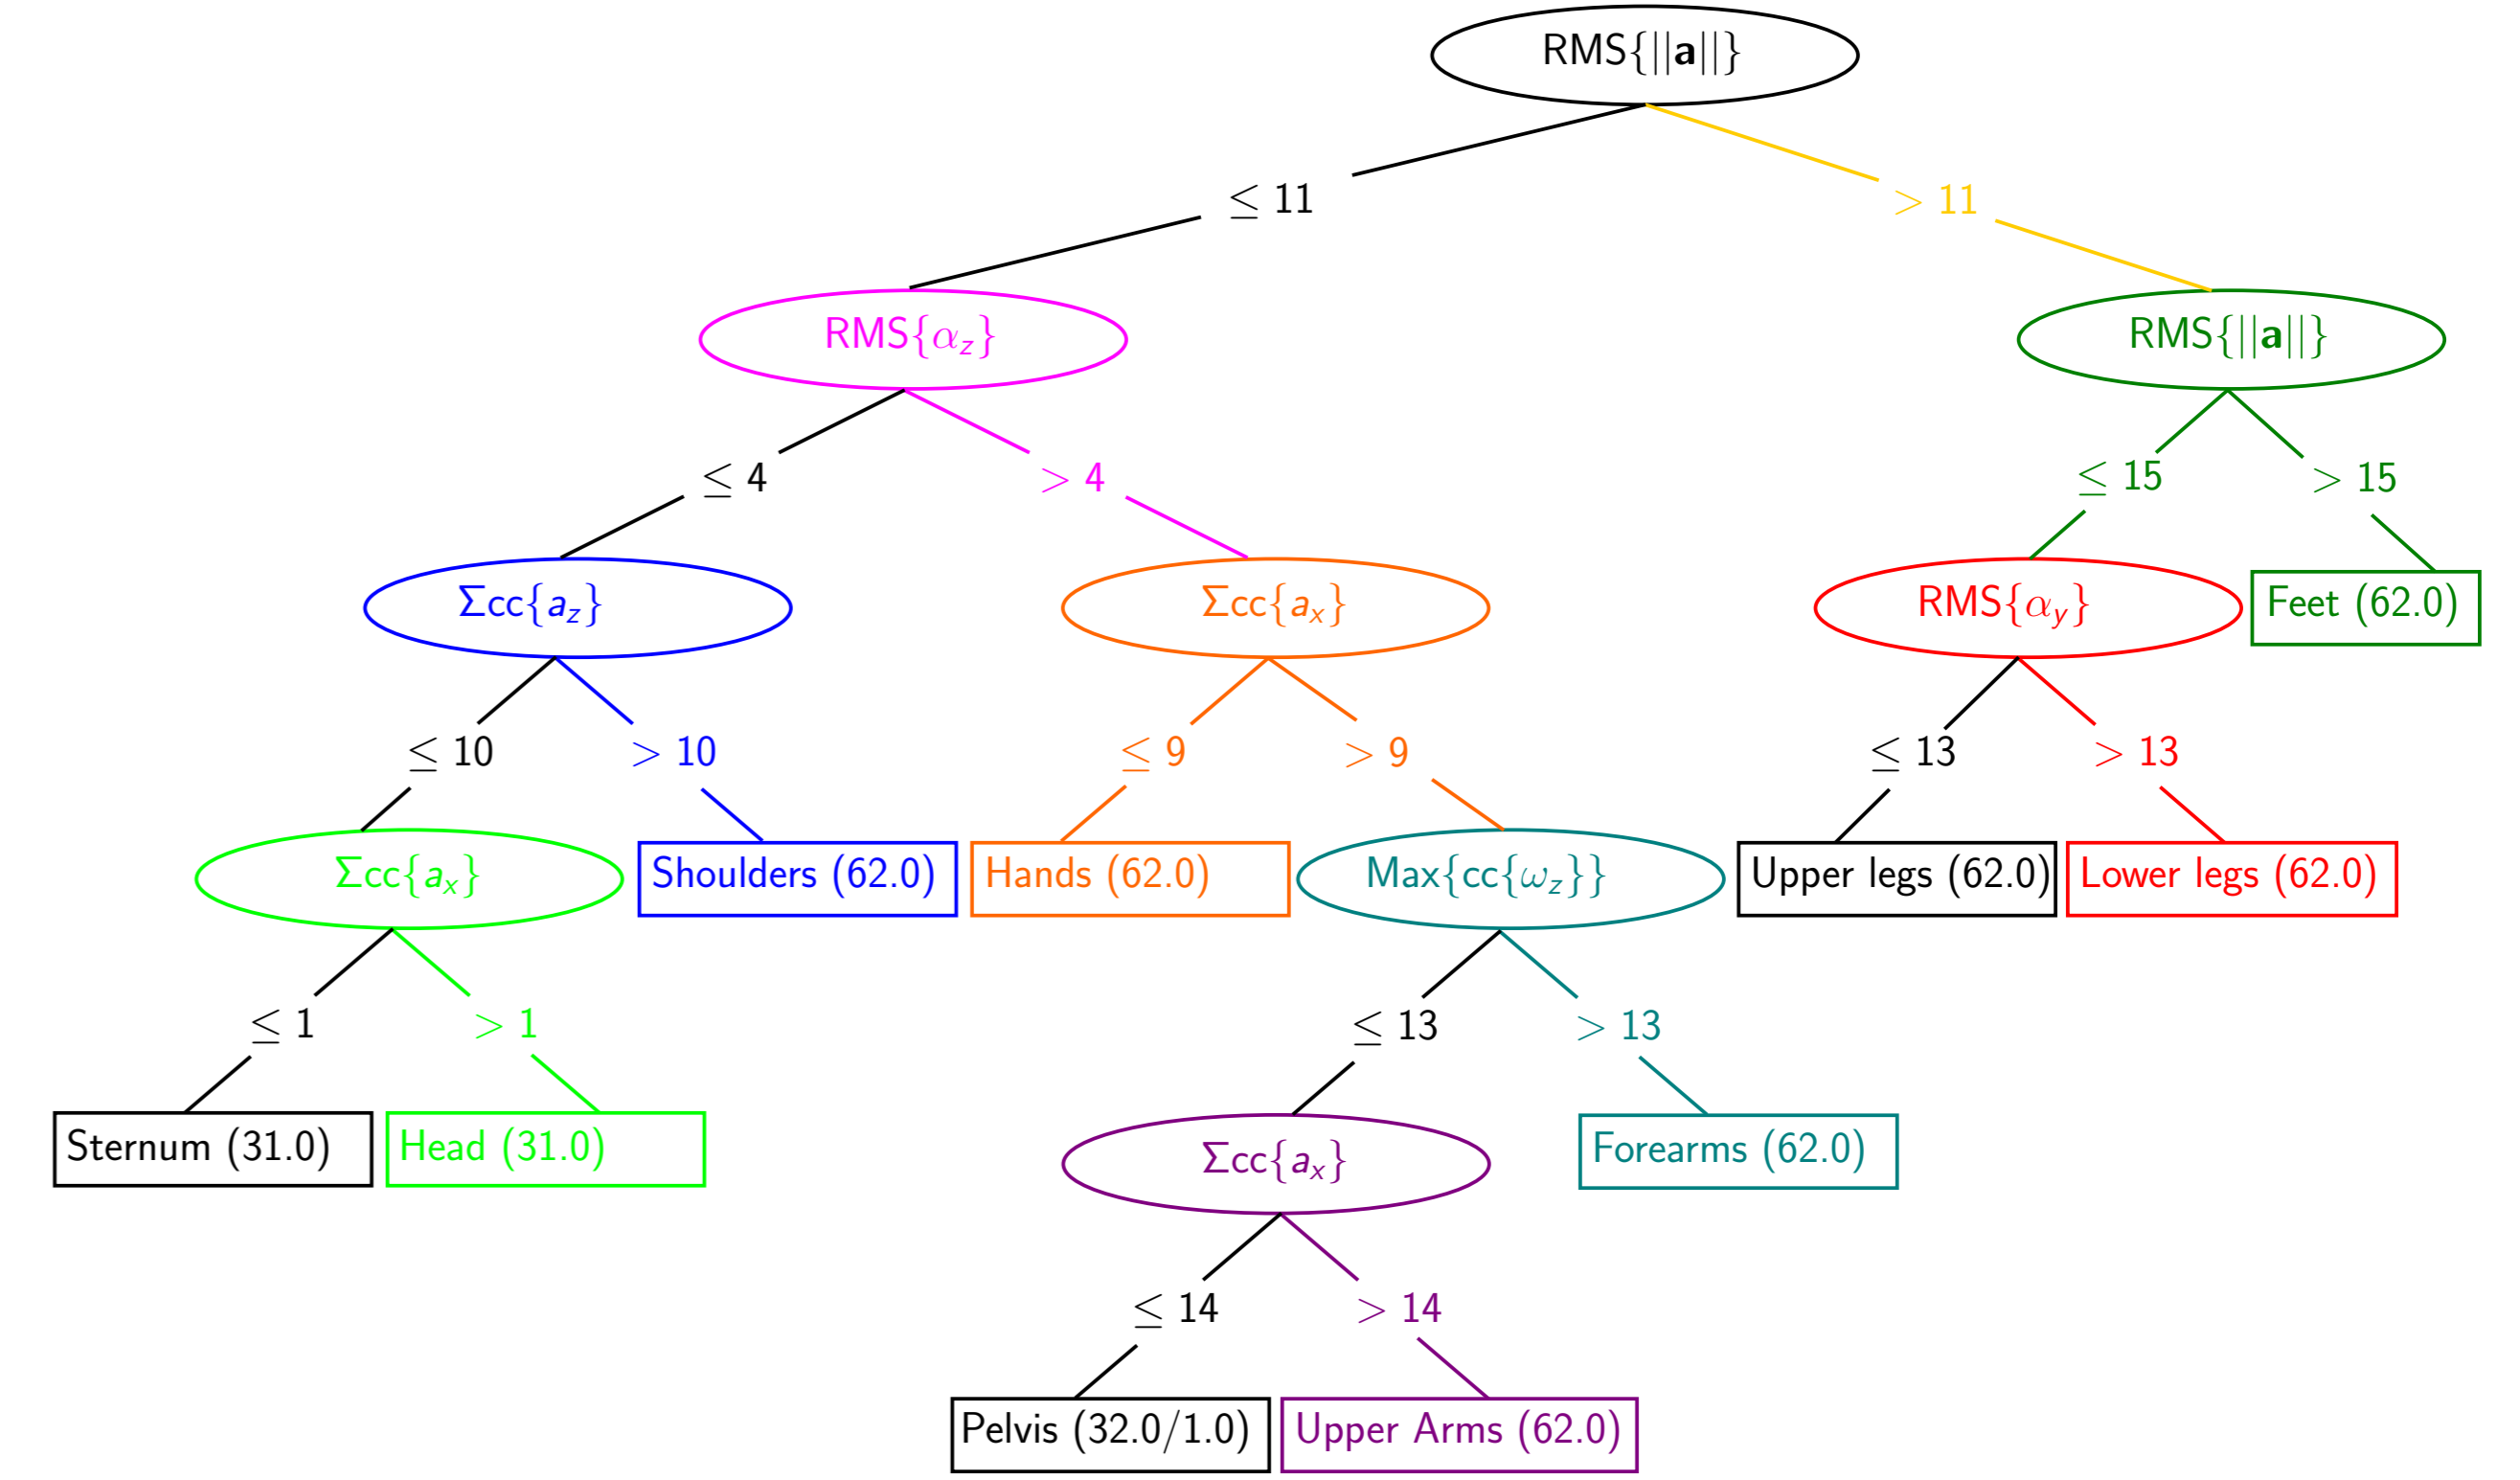 RMS{||a||}
≤ 11
> 11
RMS{α_z}
RMS{||a||}
≤ 4
> 4
≤ 15
> 15
Σcc{a_z}
Σcc{a_x}
RMS{α_y}
Feet (62.0)
≤ 10
> 10
≤ 9
> 9
≤ 13
> 13
Σcc{a_x}
Shoulders (62.0)
Hands (62.0)
Max{cc{ω_z}}
Upper legs (62.0)
Lower legs (62.0)
≤ 1
> 1
≤ 13
> 13
Sternum (31.0)
Head (31.0)
Σcc{a_x}
Forearms (62.0)
≤ 14
> 14
Pelvis (32.0/1.0)
Upper Arms (62.0)